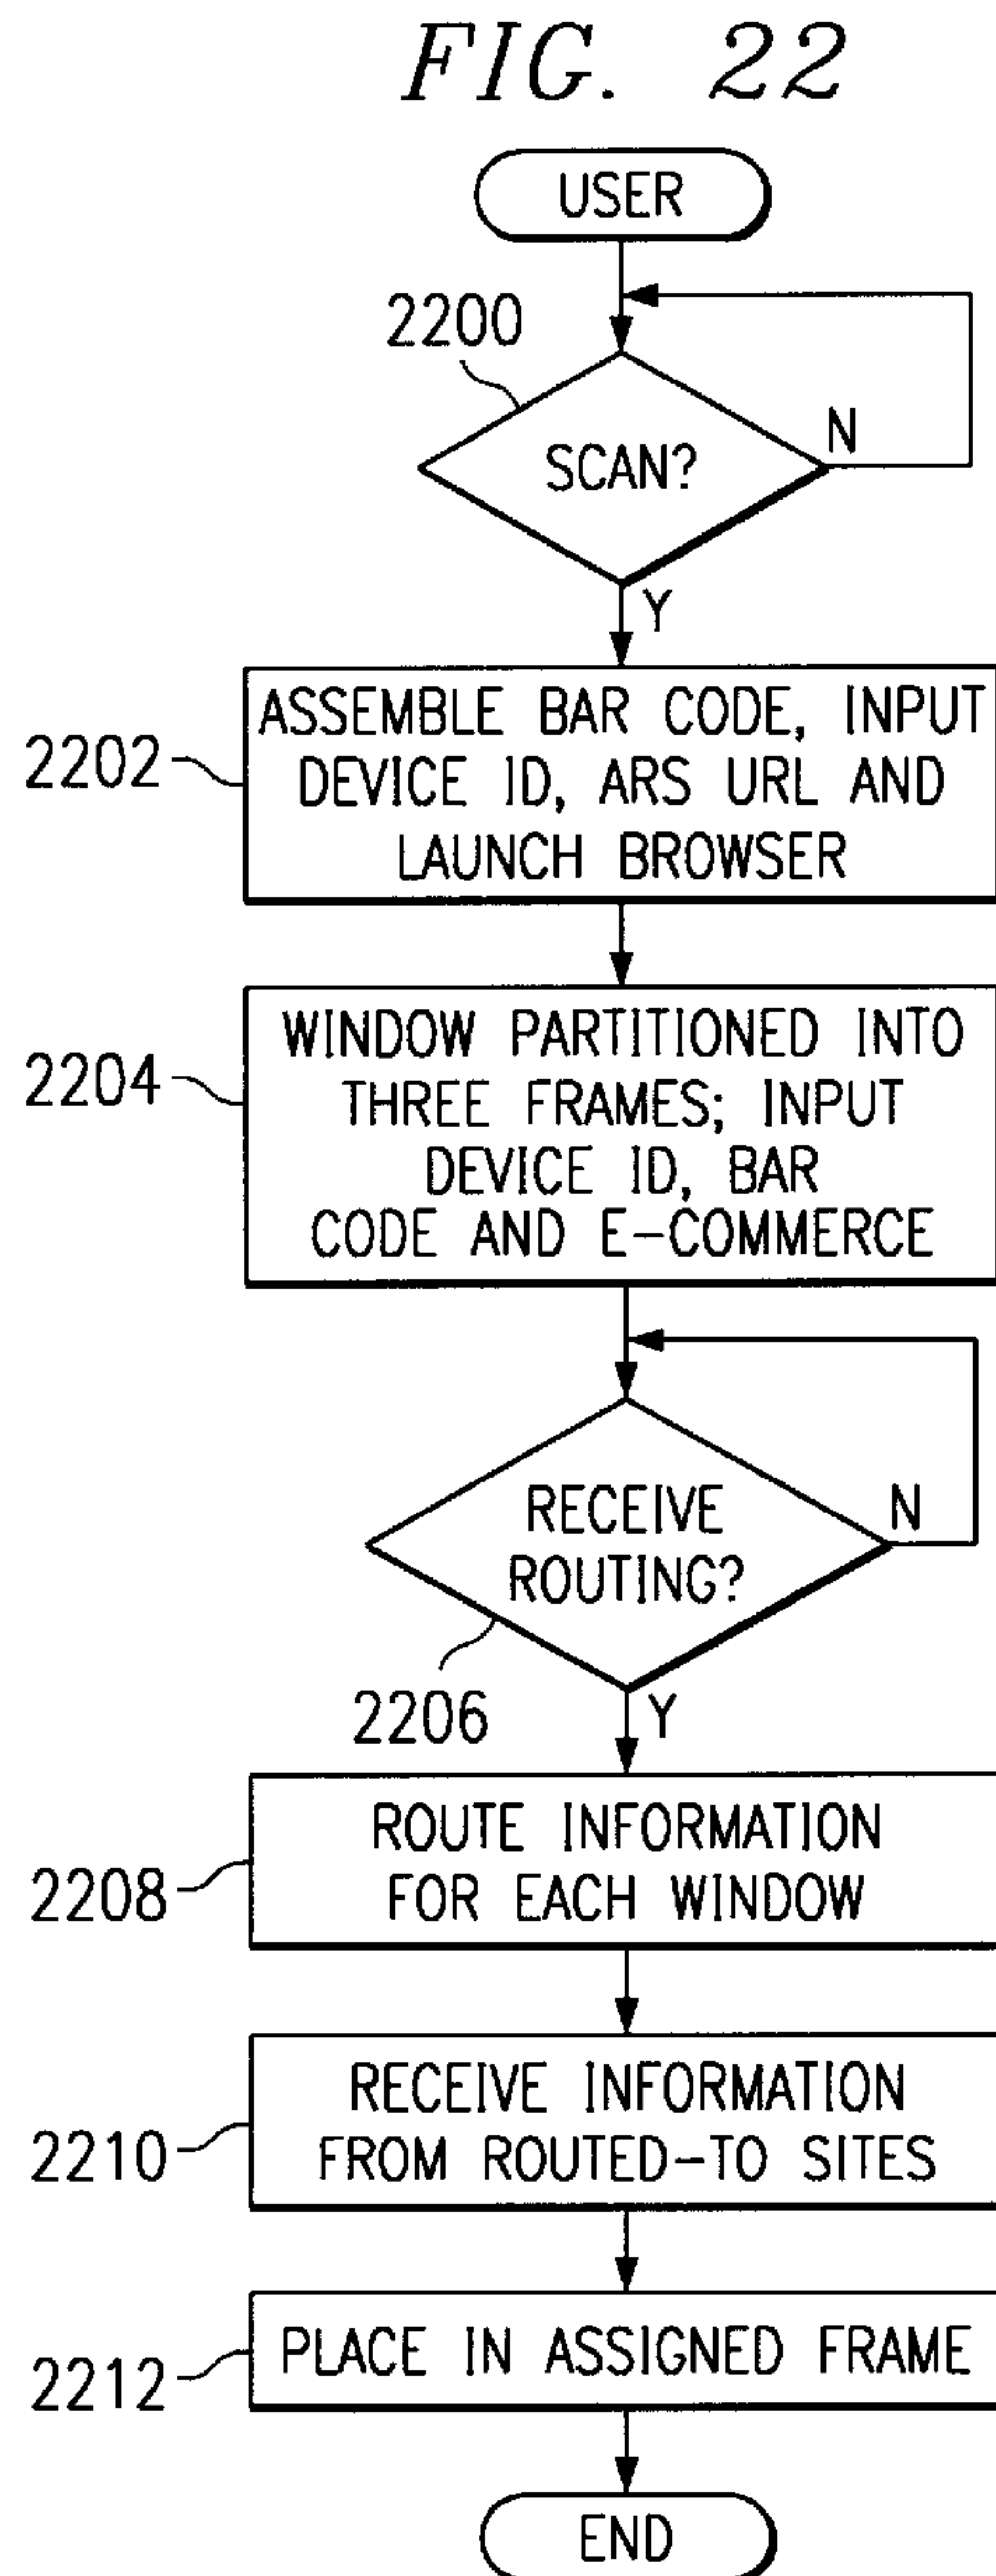 FIG. 22
USER
2200
SCAN?
N
Y
2202
ASSEMBLE BAR CODE, INPUT
DEVICE ID, ARS URL AND
LAUNCH BROWSER
2204
WINDOW PARTITIONED INTO
THREE FRAMES; INPUT
DEVICE ID, BAR
CODE AND E-COMMERCE
RECEIVE
ROUTING?
N
2206
Y
2208
ROUTE INFORMATION
FOR EACH WINDOW
2210
RECEIVE INFORMATION
FROM ROUTED-TO SITES
2212
PLACE IN ASSIGNED FRAME
END